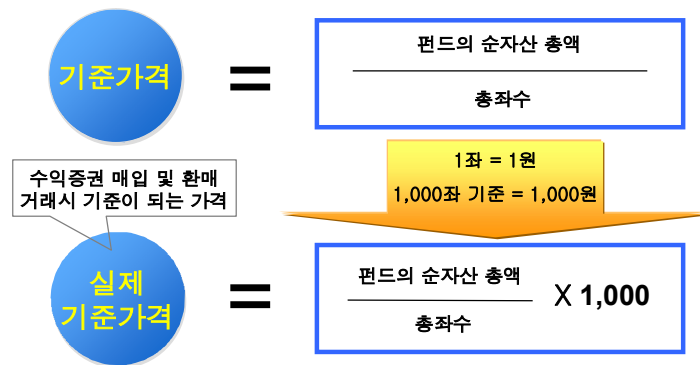 기준가격
=
펀드의 순자산 총액
총좌수
1좌 = 1원
1,000좌 기준 = 1,000원
수익증권 매입 및 환매
거래시 기준이 되는 가격
실제
기준가격
=
펀드의 순자산 총액
총좌수
X 1,000